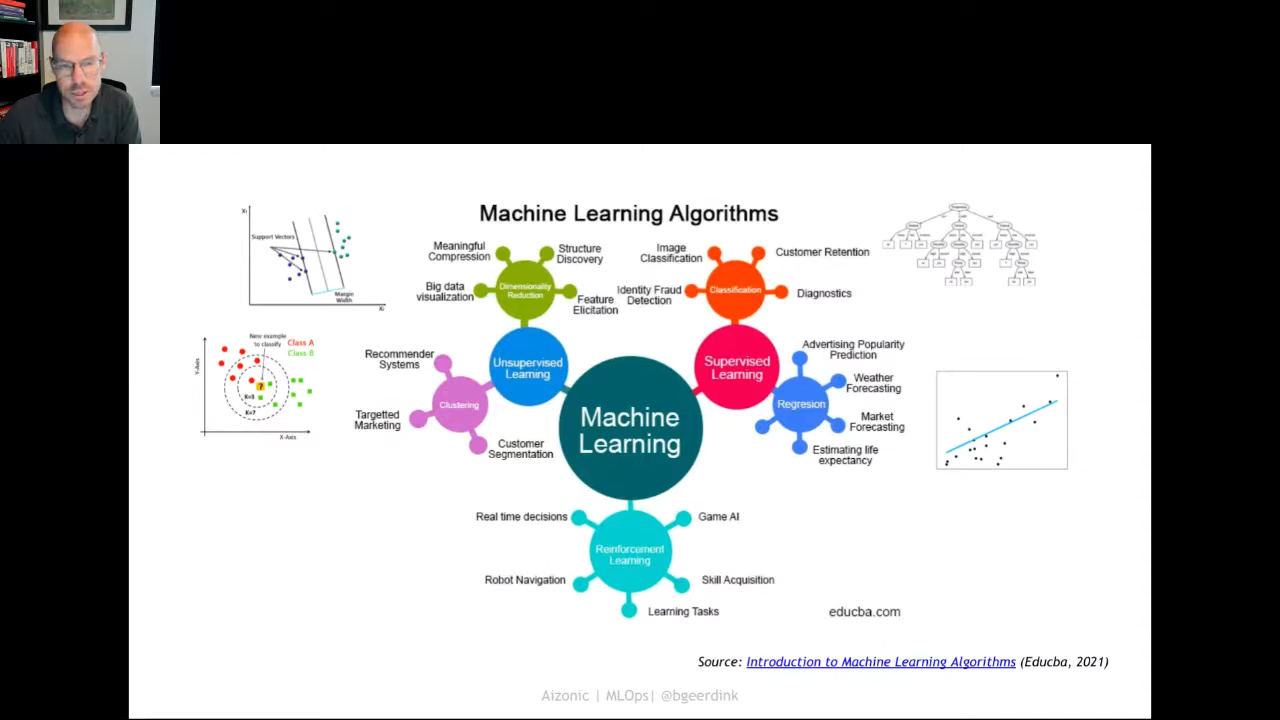 Machine Learning Algorithms
X₂
Support Vectors
Margin
Width
X₁
Meaningful
Compression
Structure
Discovery
Big data
visualization
Dimensionality
Reduction
Feature
Elicitation
Image
Classification
Customer Retention
Identity Fraud
Detection
Classification
Diagnostics
New example
to classify
Class A
Class B
Y-Axis
?
K=3
K=7
X-Axis
Recommender
Systems
Unsupervised
Learning
Clustering
Targetted
Marketing
Customer
Segmentation
Machine
Learning
Supervised
Learning
Advertising Popularity
Prediction
Weather
Forecasting
Regresion
Market
Forecasting
Estimating life
expectancy
Real time decisions
Game AI
Reinforcement
Learning
Robot Navigation
Skill Acquisition
Learning Tasks
educba.com
Source: Introduction to Machine Learning Algorithms (Educba, 2021)
Aizonic | MLOps| @bgeerdink